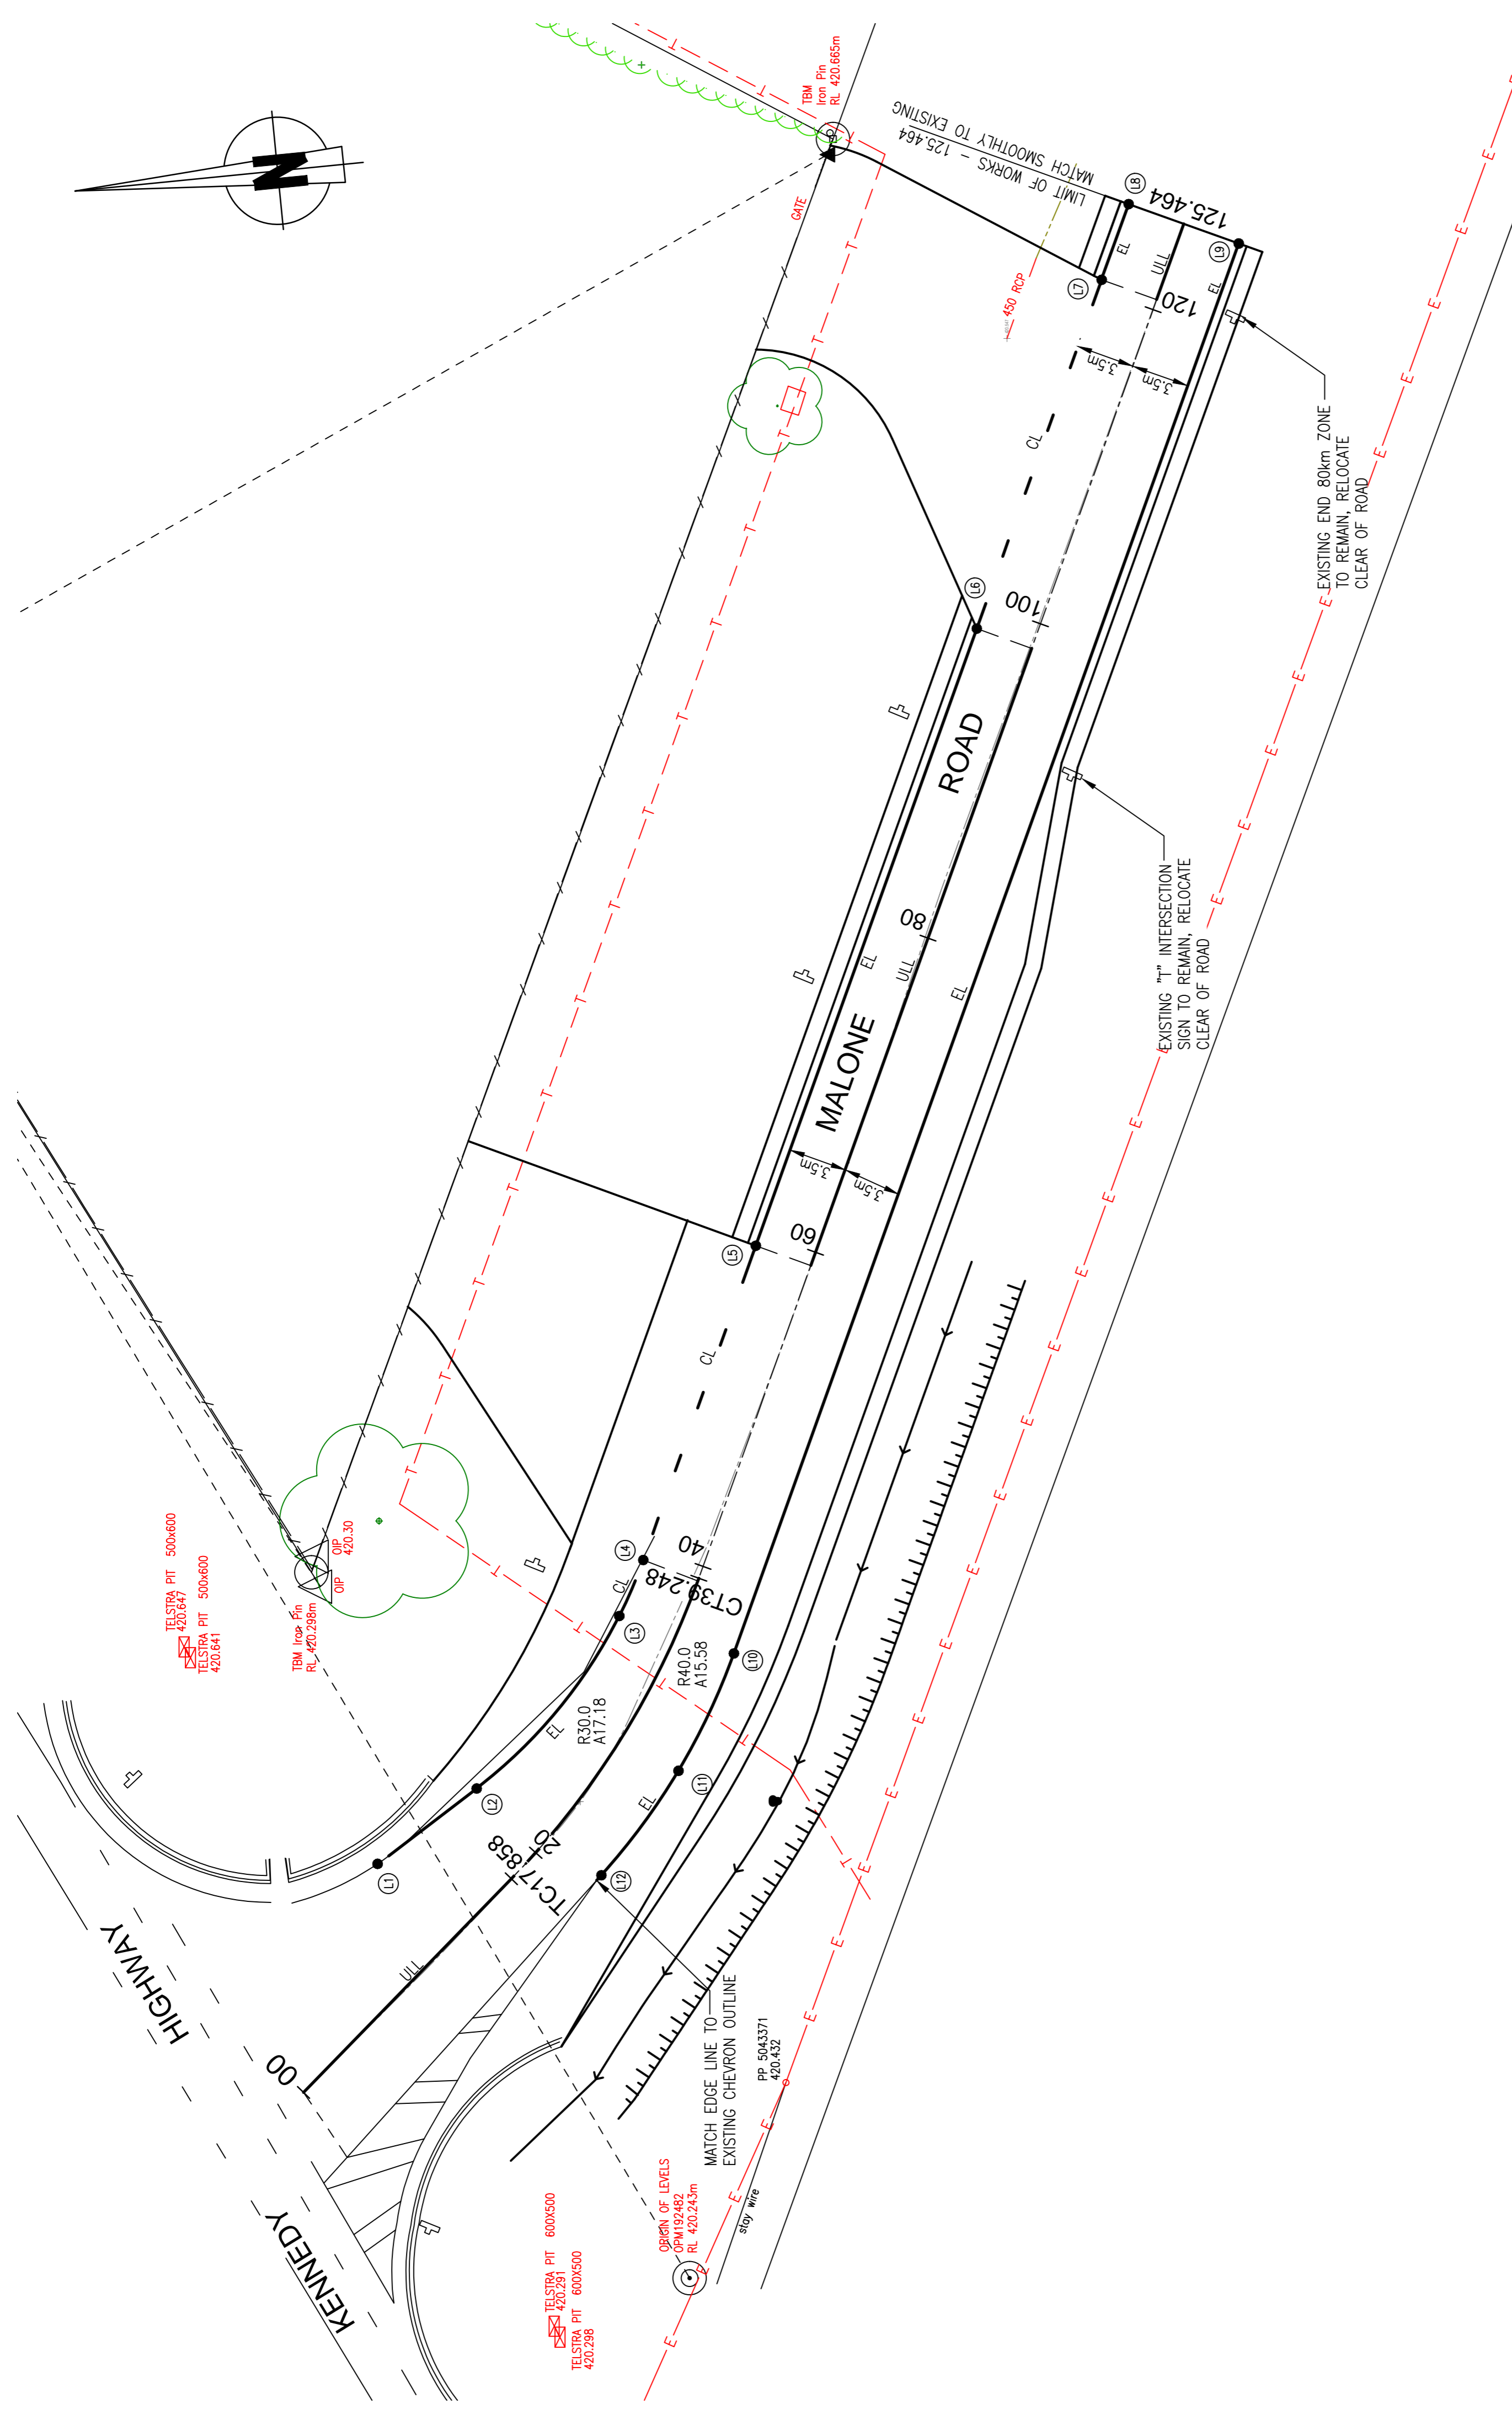 N
TBM
Iron Pin
RL 420.665m
GATE
LIMIT OF WORKS - 125.464
MATCH SMOOTHLY TO EXISTING
L8
125.464
L9
EL
ULL
EL
L7
120
450 RCP
3.5m
3.5m
CL
EXISTING END 80km ZONE
TO REMAIN, RELOCATE
CLEAR OF ROAD
L6
100
MALONE ROAD
80
EL
ULL
EL
EXISTING "T" INTERSECTION
SIGN TO REMAIN, RELOCATE
CLEAR OF ROAD
3.5m
3.5m
60
L5
CL
40
L4
CT39.248
CL
L3
R40.0
A15.58
L10
R30.0
A17.18
EL
L2
L11
EL
20
TC17.858
L1
L12
ULL
00
TELSTRA PIT 500x600
420.647
TELSTRA PIT 500x600
420.641
TBM Iron Pin
RL 420.298m
OIP
420.30
OIP
KENNEDY HIGHWAY
MATCH EDGE LINE TO
EXISTING CHEVRON OUTLINE
PP 5043371
420.432
stay wire
ORIGIN OF LEVELS
OPM192482
RL 420.243m
TELSTRA PIT 600X500
420.291
TELSTRA PIT 600X500
420.298
T
E